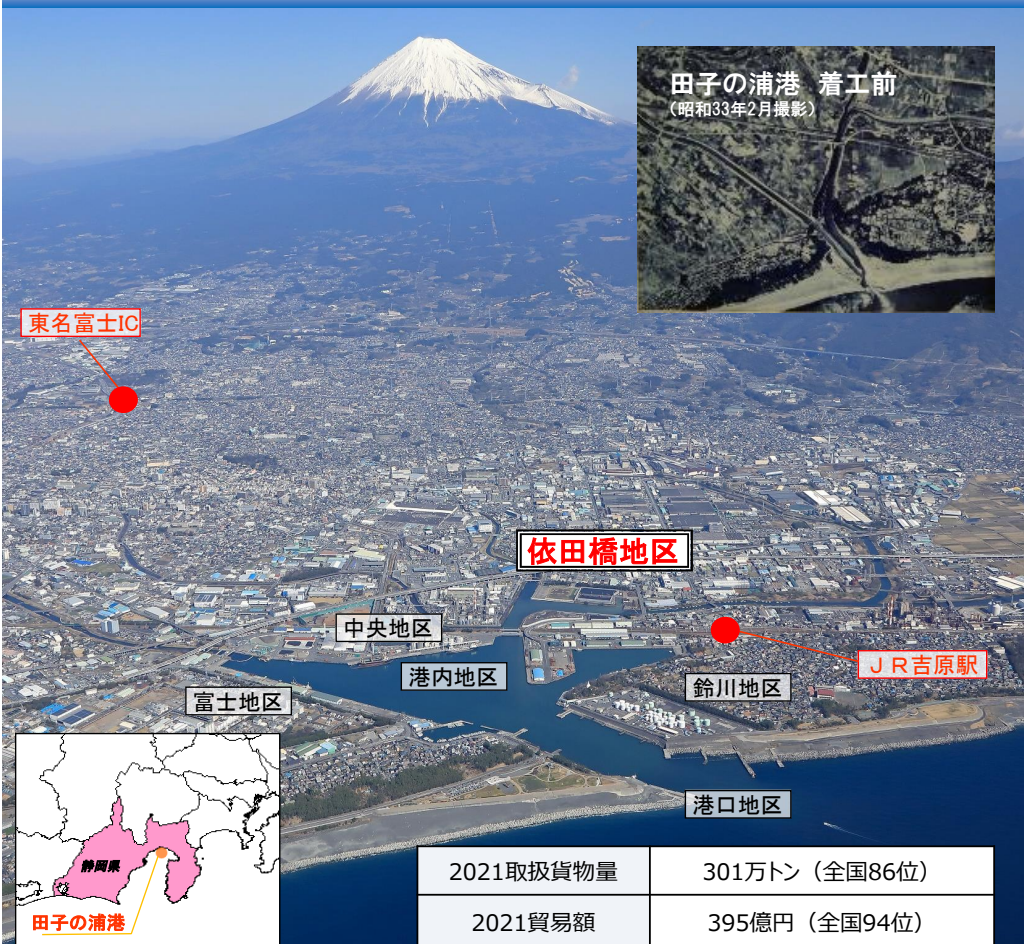 田子の浦港 着工前
（昭和33年2月撮影）
東名富士IC
依田橋地区
中央地区
港内地区
ＪＲ吉原駅
富士地区
鈴川地区
港口地区
静岡県
田子の浦港
2021取扱貨物量 301万トン（全国86位）
2021貿易額 395億円（全国94位）